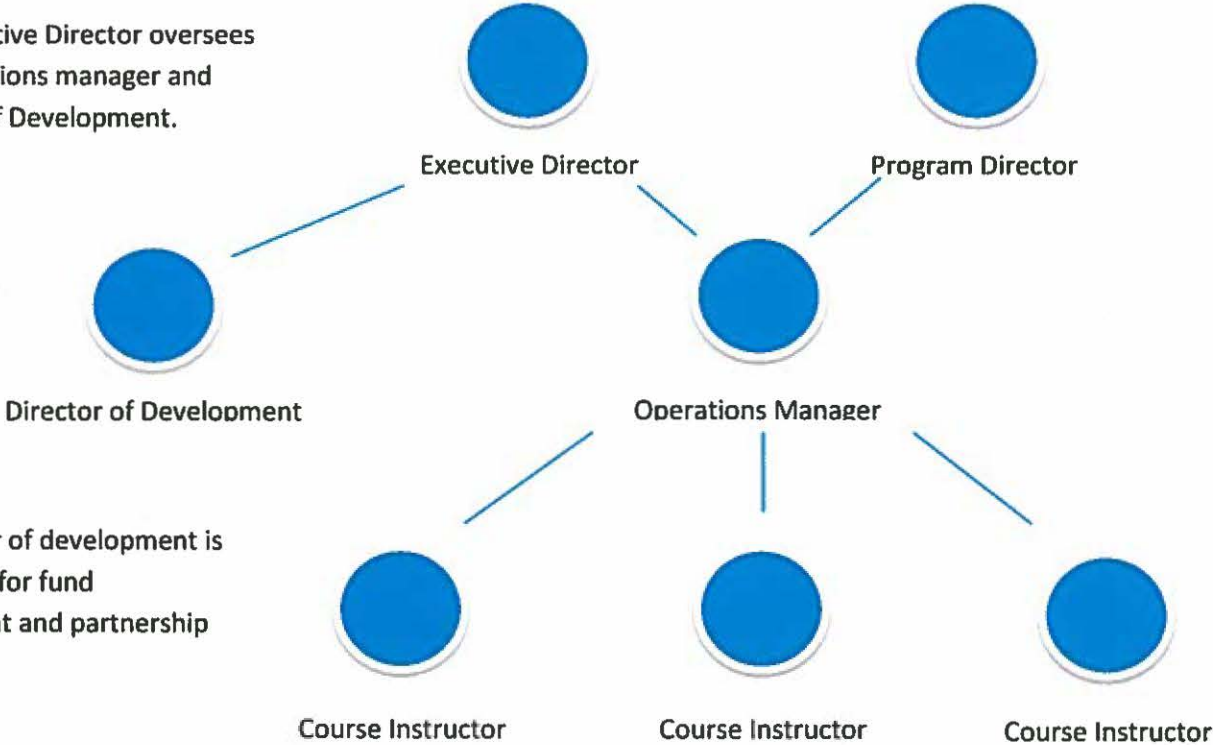 tive Director oversees
tions manager and
f Development.
Executive Director
Program Director
Director of Development
Operations Manager
r of development is
for fund
t and partnership
Course Instructor
Course Instructor
Course Instructor